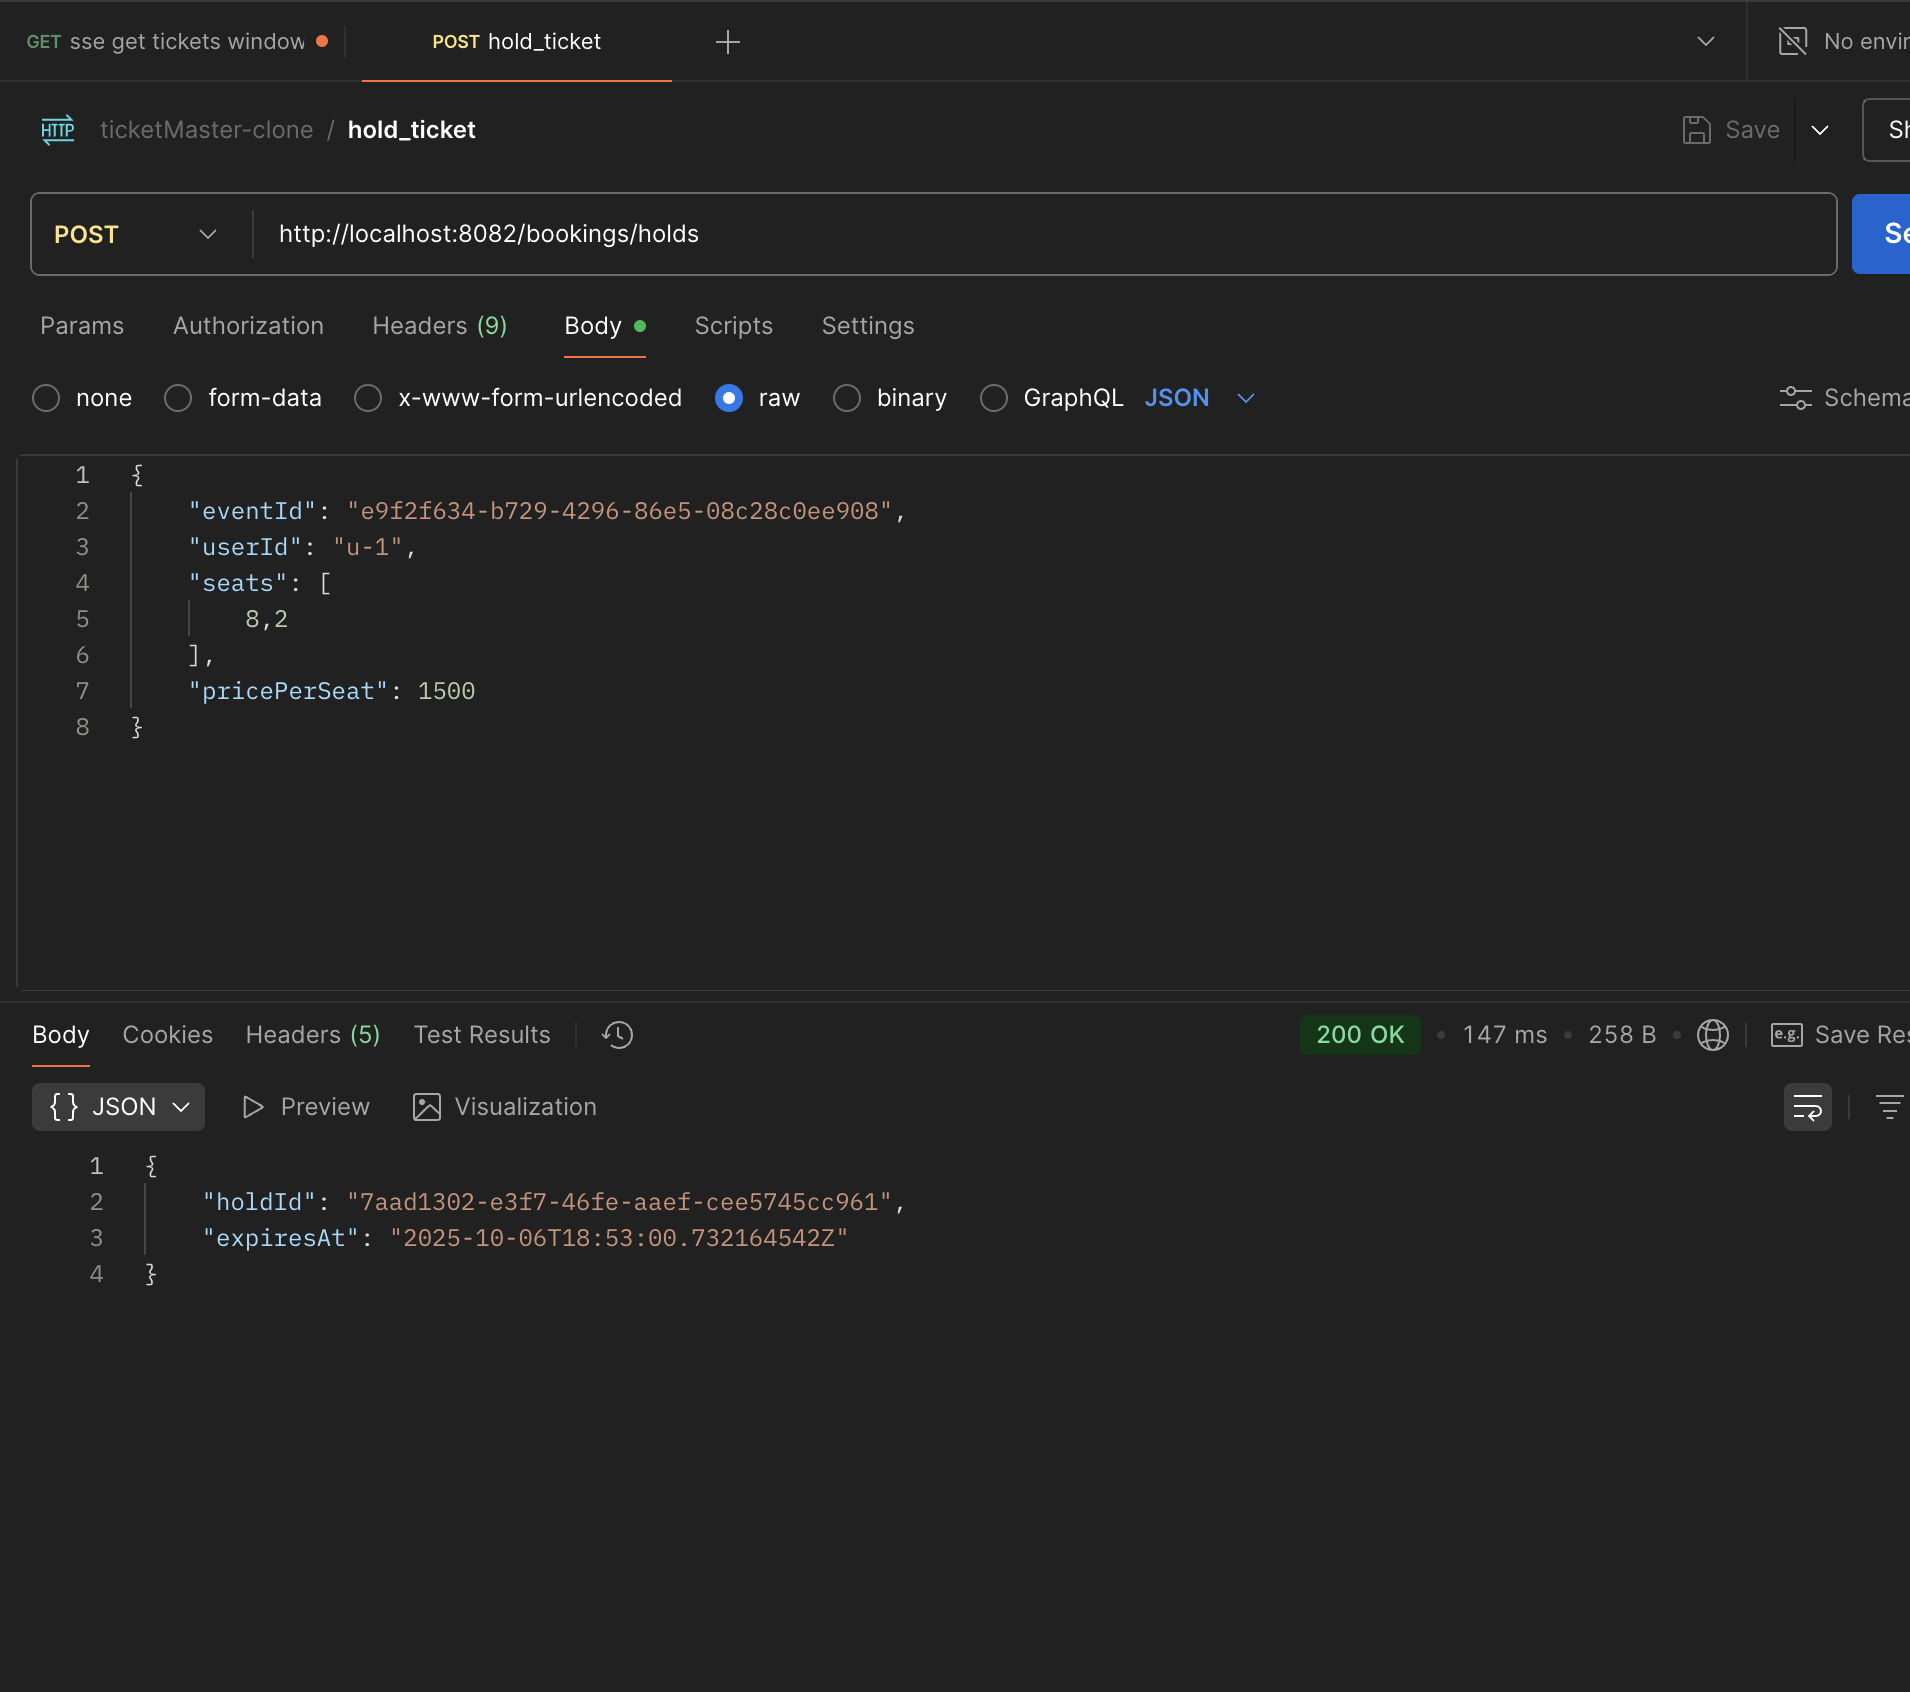 GET sse get tickets window
POST hold_ticket
No envir
HTTP ticketMaster-clone / hold_ticket
Save
Sh
POST http://localhost:8082/bookings/holds
Se
Params Authorization Headers (9) Body Scripts Settings
none form-data x-www-form-urlencoded raw binary GraphQL JSON Schema
1 {
2 "eventId": "e9f2f634-b729-4296-86e5-08c28c0ee908",
3 "userId": "u-1",
4 "seats": [
5 8,2
6 ],
7 "pricePerSeat": 1500
8 }
Body Cookies Headers (5) Test Results 200 OK • 147 ms • 258 B • e.g. Save Res
{} JSON Preview Visualization
1 {
2 "holdId": "7aad1302-e3f7-46fe-aaef-cee5745cc961",
3 "expiresAt": "2025-10-06T18:53:00.732164542Z"
4 }